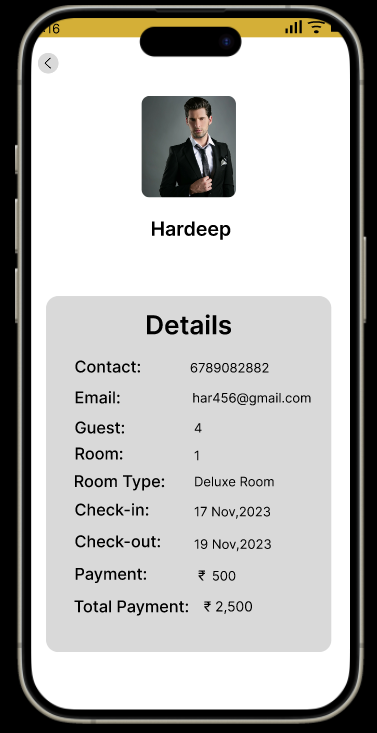 Hardeep
Details
Contact: 6789082882
Email: har456@gmail.com
Guest: 4
Room: 1
Room Type: Deluxe Room
Check-in: 17 Nov,2023
Check-out: 19 Nov,2023
Payment: ₹ 500
Total Payment: ₹ 2,500